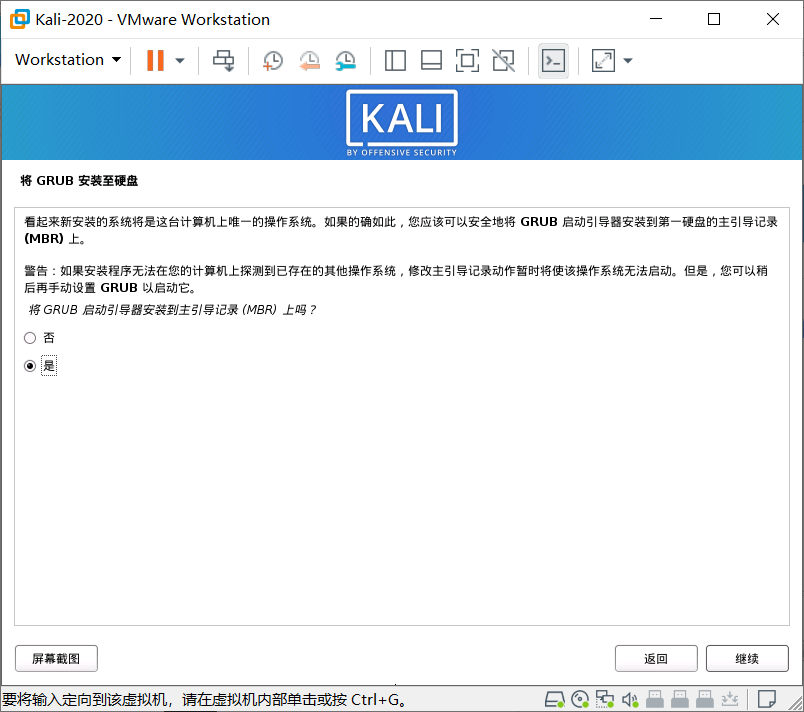 Kali-2020 - VMware Workstation
Workstation
KALI
BY OFFENSIVE SECURITY
将 GRUB 安装至硬盘
看起来新安装的系统将是这台计算机上唯一的操作系统。如果的确如此，您应该可以安全地将 GRUB 启动引导器安装到第一硬盘的主引导记录
(MBR) 上。
警告：如果安装程序无法在您的计算机上探测到已存在的其他操作系统，修改主引导记录动作暂时将使该操作系统无法启动。但是，您可以稍
后再手动设置 GRUB 以启动它。
将 GRUB 启动引导器安装到主引导记录 (MBR) 上吗？
否
是
屏幕截图
返回
继续
要将输入定向到该虚拟机，请在虚拟机内部单击或按 Ctrl+G。